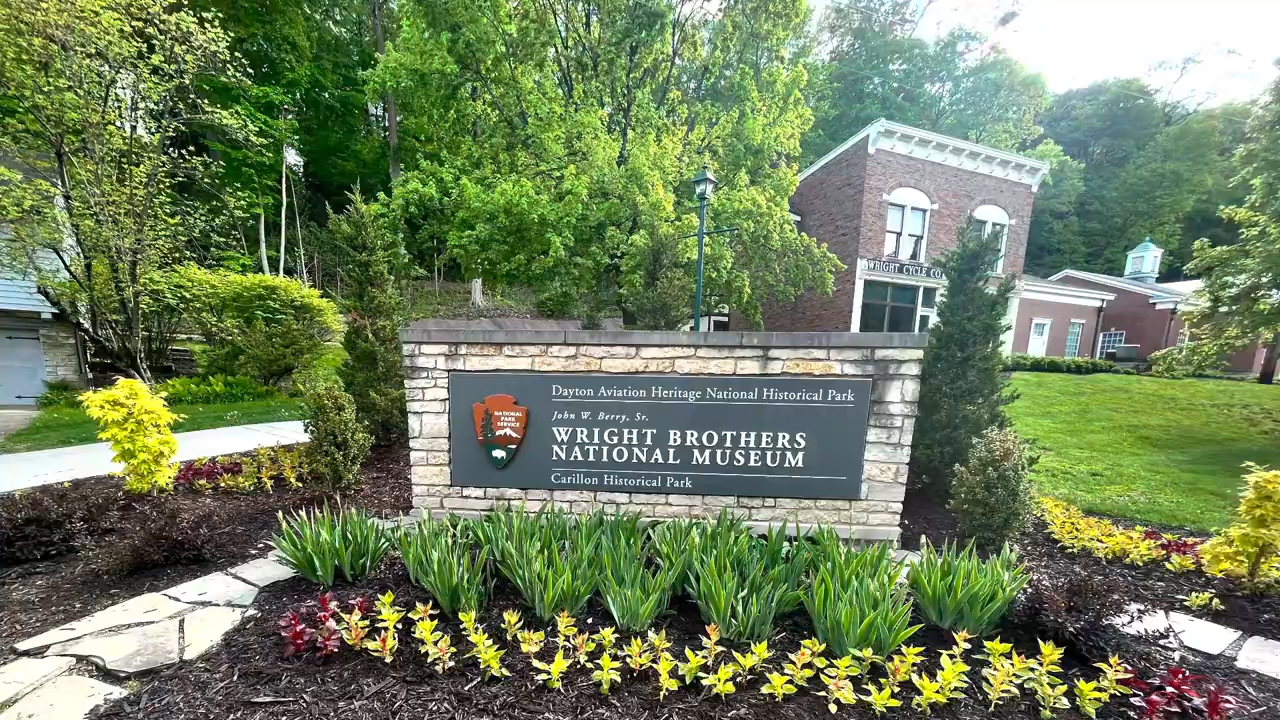 WRIGHT CYCLE CO
Dayton Aviation Heritage National Historical Park
NATIONAL
PARK
SERVICE
John W. Berry, Sr.
WRIGHT BROTHERS
NATIONAL MUSEUM
Carillon Historical Park